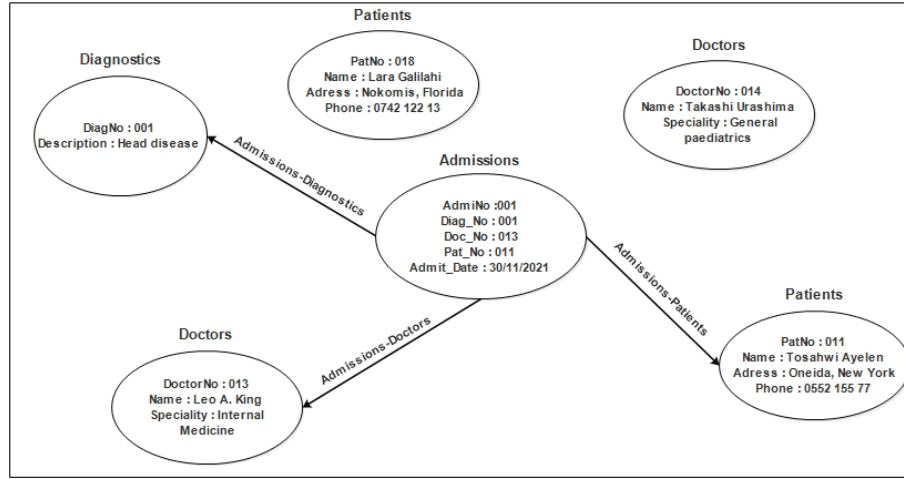 Patients
PatNo : 018
Name : Lara Galilahi
Adress : Nokomis, Florida
Phone : 0742 122 13
Doctors
DoctorNo : 014
Name : Takashi Urashima
Speciality : General
paediatrics
Diagnostics
DiagNo : 001
Description : Head disease
Admissions-Diagnostics
Admissions
AdmiNo :001
Diag_No : 001
Doc_No : 013
Pat_No : 011
Admit_Date : 30/11/2021
Admissions-Patients
Patients
PatNo : 011
Name : Tosahwi Ayelen
Adress : Oneida, New York
Phone : 0552 155 77
Admissions-Doctors
Doctors
DoctorNo : 013
Name : Leo A. King
Speciality : Internal
Medicine